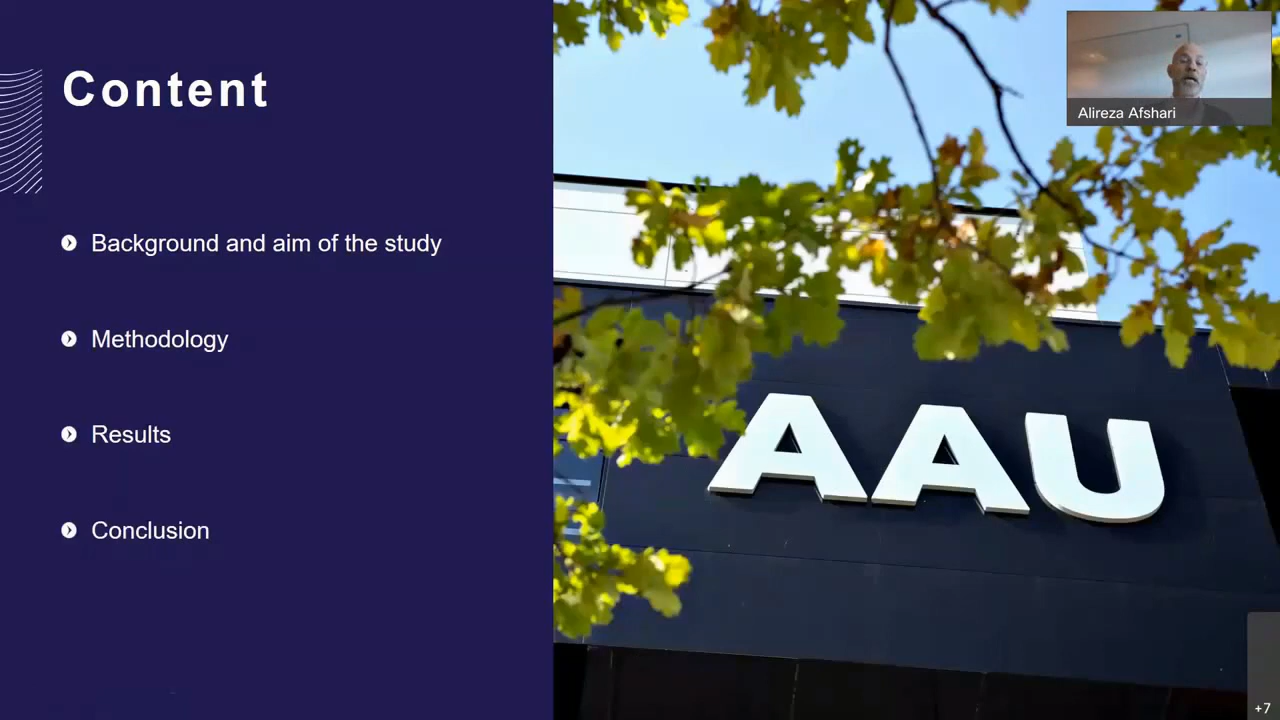 Content
Background and aim of the study
Methodology
Results
Conclusion
AAU
Alireza Afshari
+7